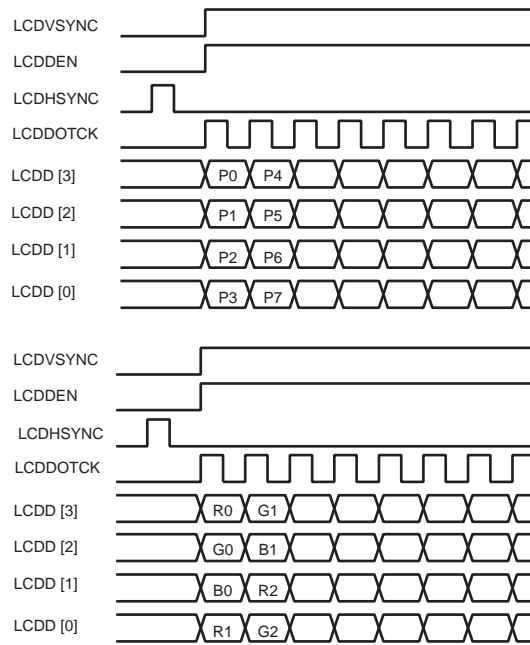 LCDVSYNC
LCDDEN
LCDHSYNC
LCDDOTCK
LCDD [3] P0 P4
LCDD [2] P1 P5
LCDD [1] P2 P6
LCDD [0] P3 P7
LCDVSYNC
LCDDEN
LCDHSYNC
LCDDOTCK
LCDD [3] R0 G1
LCDD [2] G0 B1
LCDD [1] B0 R2
LCDD [0] R1 G2